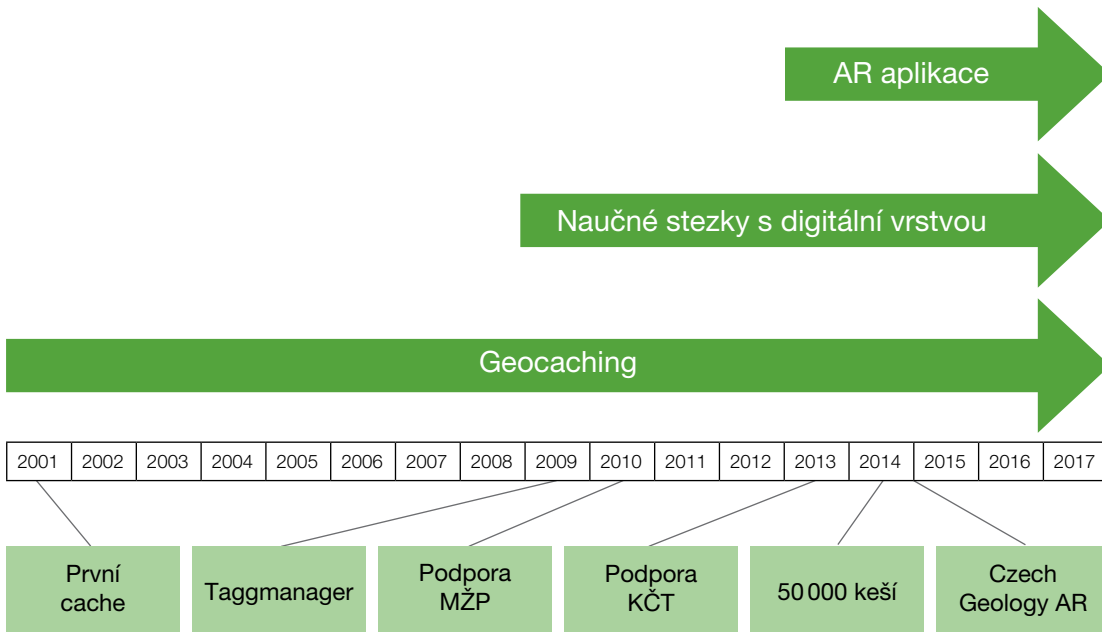 AR aplikace
Naučné stezky s digitální vrstvou
Geocaching
2001 2002 2003 2004 2005 2006 2007 2008 2009 2010 2011 2012 2013 2014 2015 2016 2017
První
cache
Taggmanager
Podpora
MŽP
Podpora
KČT
50 000 keší
Czech
Geology AR